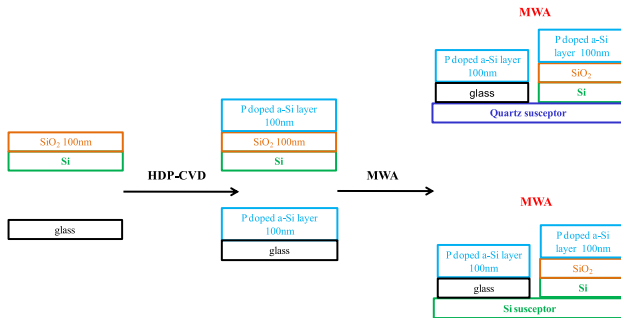 MWA
P doped a-Si layer
100nm
P doped a-Si
layer 100nm
SiO₂
glass
Si
Quartz susceptor
P doped a-Si layer
100nm
SiO₂ 100nm
SiO₂ 100nm
Si
Si
HDP-CVD
MWA
glass
P doped a-Si layer
100nm
glass
MWA
P doped a-Si layer
100nm
P doped a-Si
layer 100nm
SiO₂
glass
Si
Si susceptor